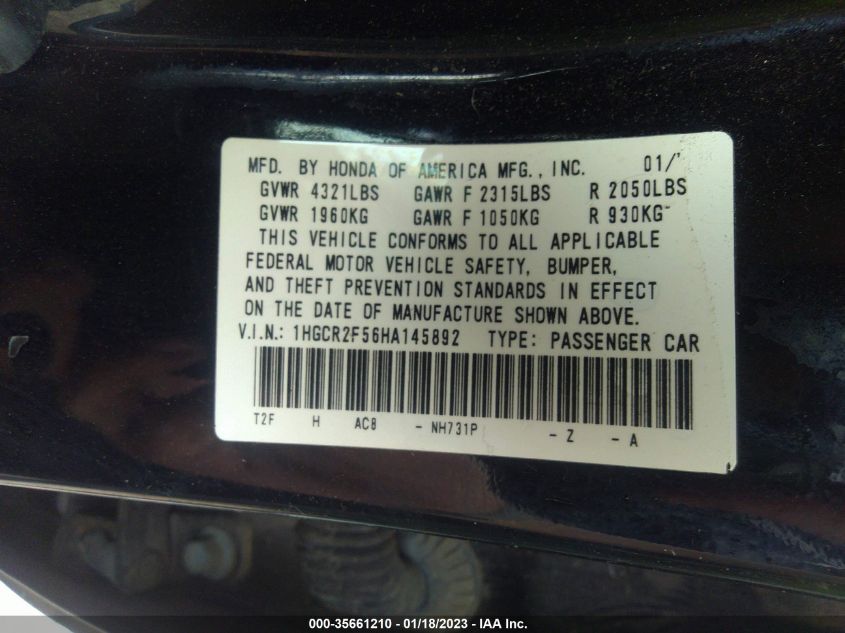 MFD. BY HONDA OF AMERICA MFG., INC. 01/
GVWR 4321LBS GAWR F 2315LBS R 2050LBS
GVWR 1960KG GAWR F 1050KG R 930KG
THIS VEHICLE CONFORMS TO ALL APPLICABLE
FEDERAL MOTOR VEHICLE SAFETY, BUMPER,
AND THEFT PREVENTION STANDARDS IN EFFECT
ON THE DATE OF MANUFACTURE SHOWN ABOVE.
V.I.N.: 1HGCR2F56HA145892 TYPE: PASSENGER CAR
T2F H AC8 - NH731P - Z - A
000-35661210 - 01/18/2023 - IAA Inc.